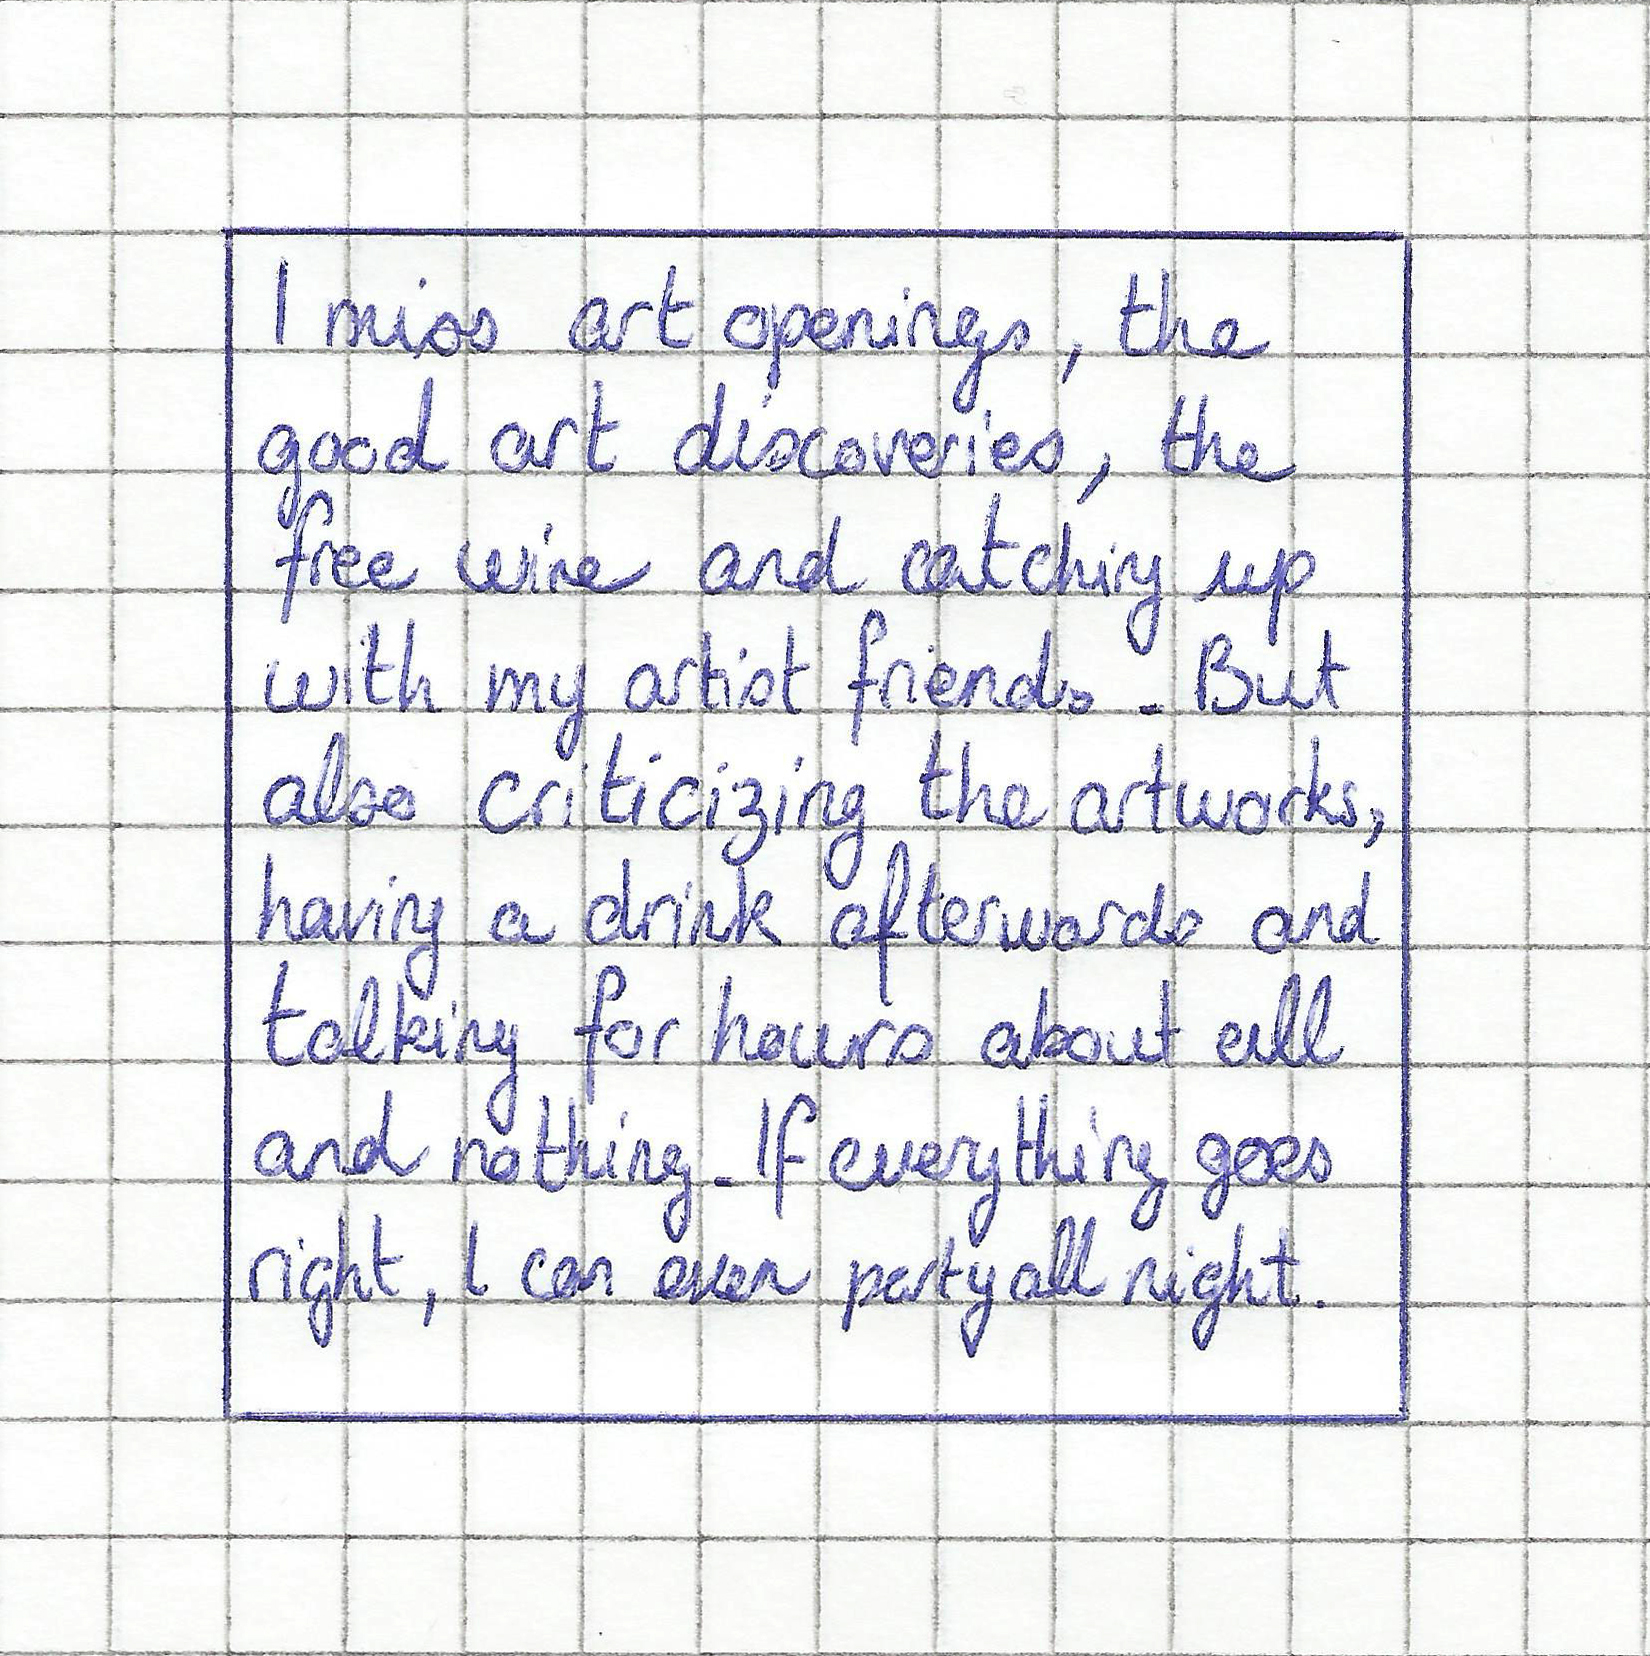 I miss art openings, the
good art discoveries, the
free wine and catching up
with my artist friends. But
also criticizing the artworks,
having a drink afterwards and
talking for hours about all
and nothing. If everything goes
right, I can even party all night.